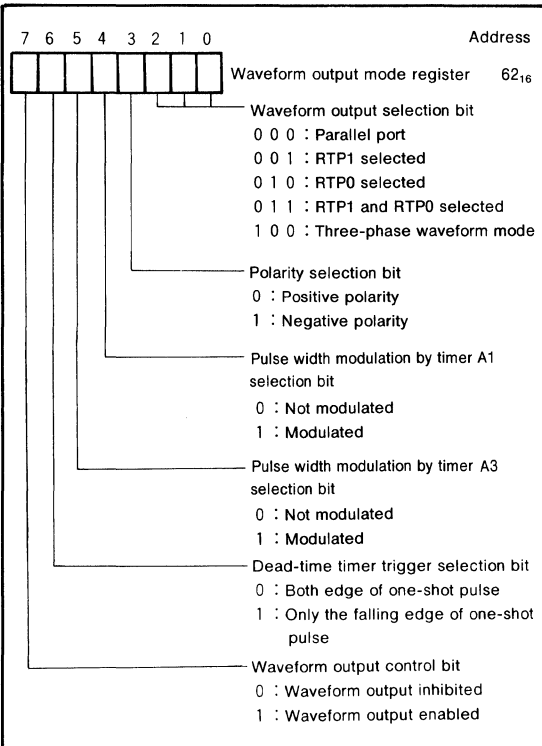 7 6 5 4 3 2 1 0 Address
Waveform output mode register 62₁₆
Waveform output selection bit
0 0 0 : Parallel port
0 0 1 : RTP1 selected
0 1 0 : RTP0 selected
0 1 1 : RTP1 and RTP0 selected
1 0 0 : Three-phase waveform mode
Polarity selection bit
0 : Positive polarity
1 : Negative polarity
Pulse width modulation by timer A1
selection bit
0 : Not modulated
1 : Modulated
Pulse width modulation by timer A3
selection bit
0 : Not modulated
1 : Modulated
Dead-time timer trigger selection bit
0 : Both edge of one-shot pulse
1 : Only the falling edge of one-shot
pulse
Waveform output control bit
0 : Waveform output inhibited
1 : Waveform output enabled